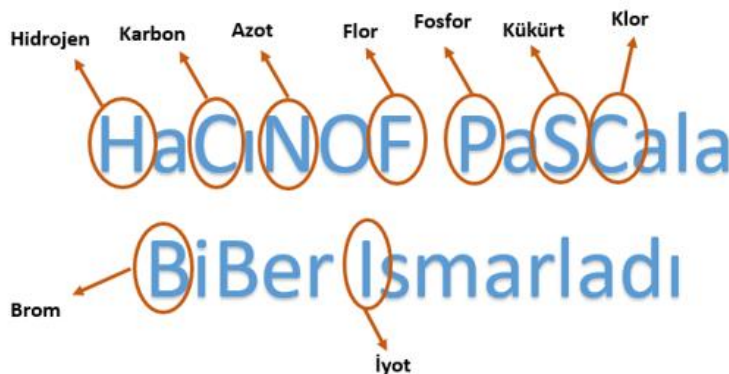 Hidrojen Karbon Azot Flor Fosfor Kükürt Klor
HaCıNOF PaSCala
BiBer Ismarladı
Brom
İyot